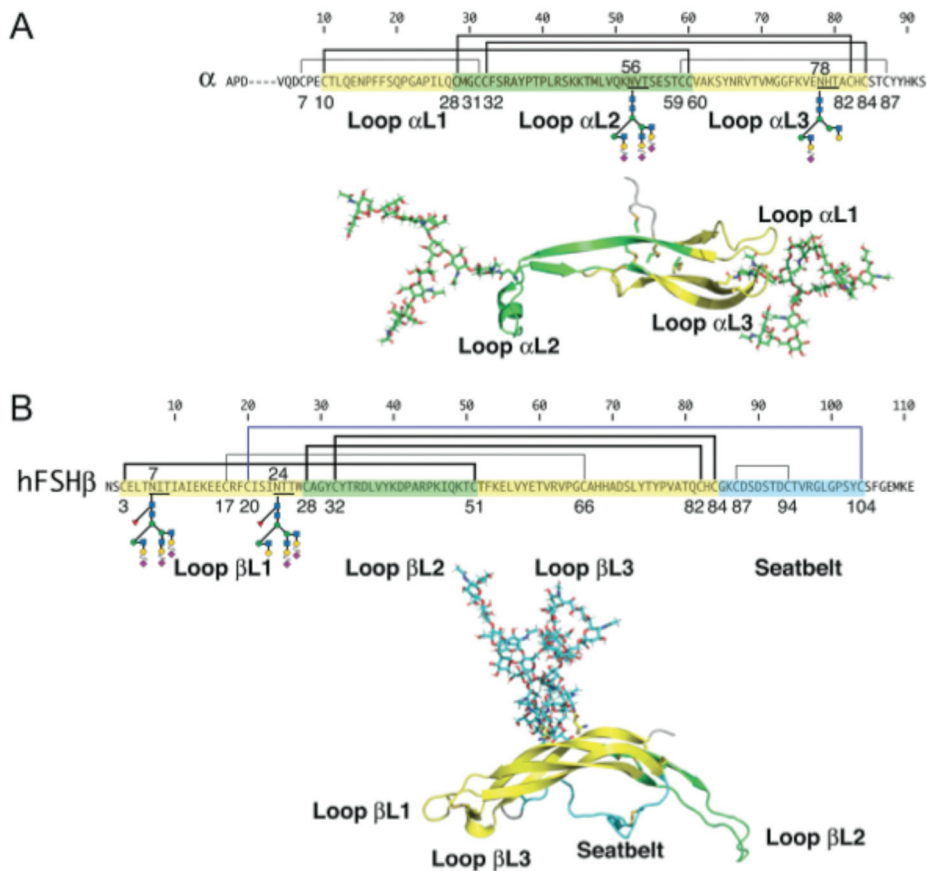 A
10 20 30 40 50 60 70 80 90
56 78
α APD----VQDCPECTLQENPFFSQPGAPILQCMGCCFSRAYPTPLRSKKTMLVQKNVTSESTCCVAKSYNRVTVMGGFKVENHTACHCSTCYYHKS
7 10 28 31 32 59 60 82 84 87
Loop αL1 Loop αL2 Loop αL3
Loop αL1
Loop αL3
Loop αL2
B
10 20 30 40 50 60 70 80 90 100 110
7 24
hFSHβ NSCELTNITIAIEKEECRFCISINTTWCAGYCYTRDLVYKDPARPKIQKTCTFKELVYETVRVPGCAHHADSLYTYPVATQCHCGKCDSDSTDCTVRGLGPSYCSFGEMKE
3 17 20 28 32 51 66 82 84 87 94 104
Loop βL1 Loop βL2 Loop βL3 Seatbelt
Loop βL1
Loop βL3
Seatbelt
Loop βL2